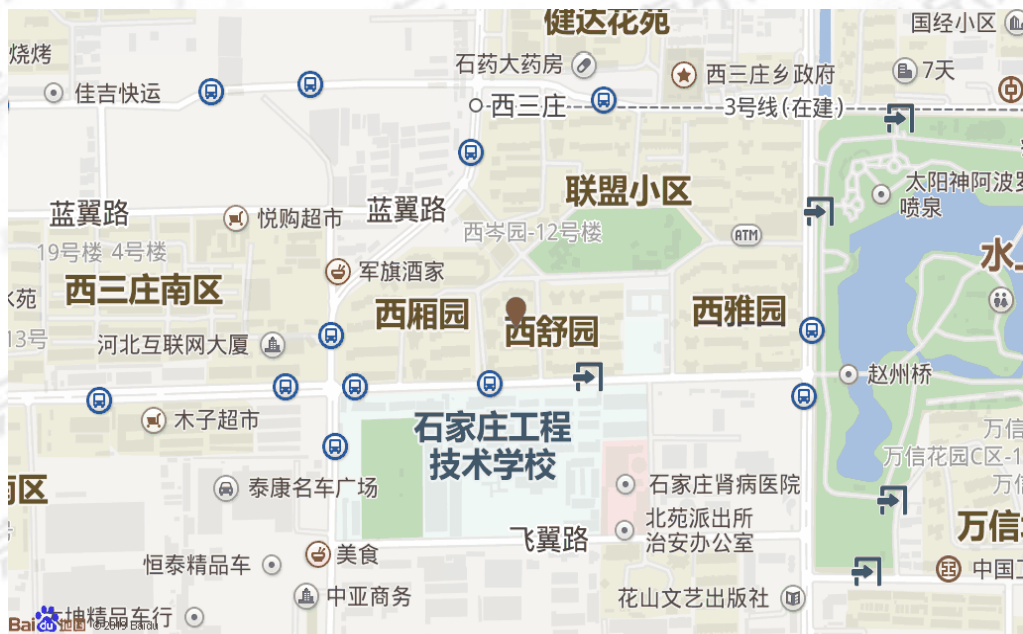 健达花苑
国经小区
烧烤
石药大药房
西三庄乡政府
7天
佳吉快运
西三庄
3号线(在建)
联盟小区
太阳神阿波罗
喷泉
蓝翼路
悦购超市
蓝翼路
西岑园-12号楼
ATM
19号楼 4号楼
水上
军旗酒家
西三庄南区
西厢园
西雅园
西舒园
13号
河北互联网大厦
赵州桥
木子超市
石家庄工程
技术学校
万信
万信花园C区-1
南区
泰康名车广场
石家庄肾病医院
万信
北苑派出所
治安办公室
飞翼路
万信
美食
恒泰精品车
中国工
中亚商务
花山文艺出版社
坤精品车行
Bai du 地图
© 2019 Baidu